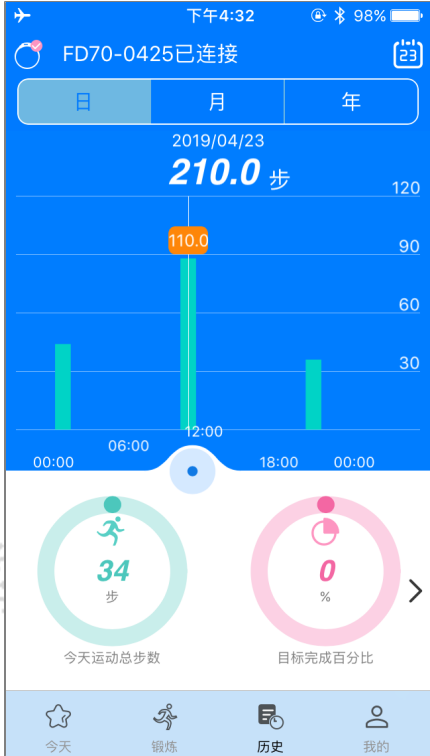 下午4:32
98%
FD70-0425已连接
23
日 月 年
2019/04/23
210.0 步
120
110.0
90
60
30
12:00
06:00
00:00 18:00 00:00
34
步
今天运动总步数
0
%
目标完成百分比
今天 锻炼 历史 我的